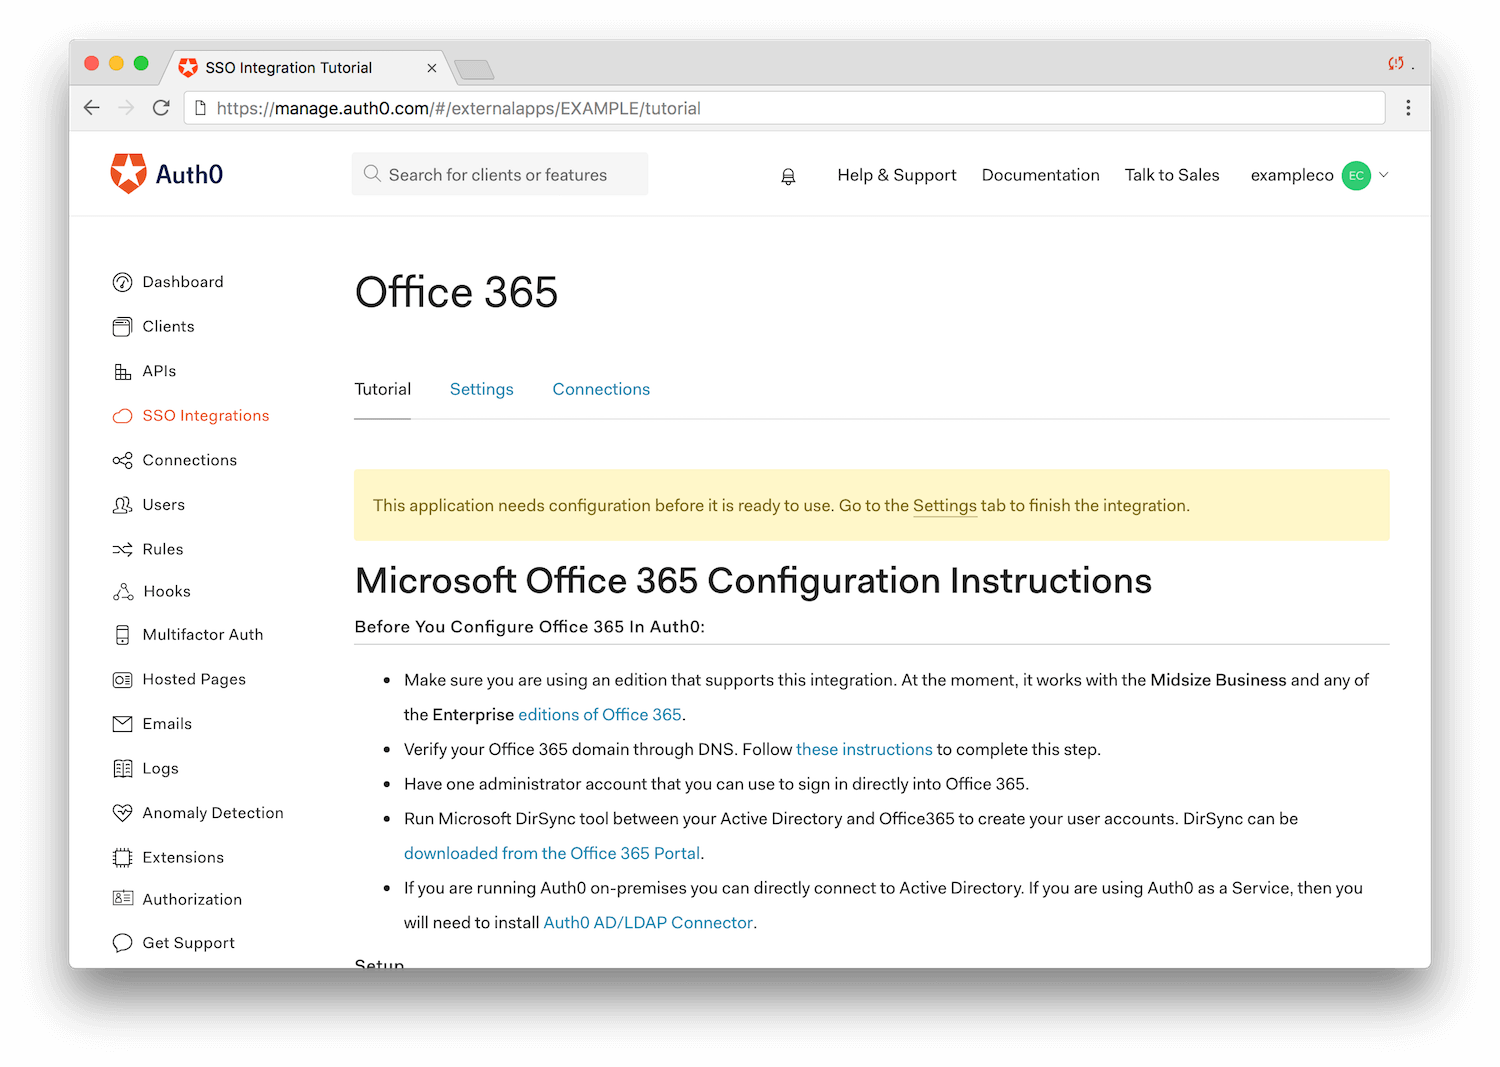 SSO Integration Tutorial
https://manage.auth0.com/#/externalapps/EXAMPLE/tutorial
Auth0
Search for clients or features
Help & Support
Documentation
Talk to Sales
exampleco
EC
Dashboard
Clients
APIs
SSO Integrations
Connections
Users
Rules
Hooks
Multifactor Auth
Hosted Pages
Emails
Logs
Anomaly Detection
Extensions
Authorization
Get Support
Office 365
Tutorial
Settings
Connections
This application needs configuration before it is ready to use. Go to the Settings tab to finish the integration.
Microsoft Office 365 Configuration Instructions
Before You Configure Office 365 In Auth0:
Make sure you are using an edition that supports this integration. At the moment, it works with the Midsize Business and any of
the Enterprise editions of Office 365.
Verify your Office 365 domain through DNS. Follow these instructions to complete this step.
Have one administrator account that you can use to sign in directly into Office 365.
Run Microsoft DirSync tool between your Active Directory and Office365 to create your user accounts. DirSync can be
downloaded from the Office 365 Portal.
If you are running Auth0 on-premises you can directly connect to Active Directory. If you are using Auth0 as a Service, then you
will need to install Auth0 AD/LDAP Connector.
Setup